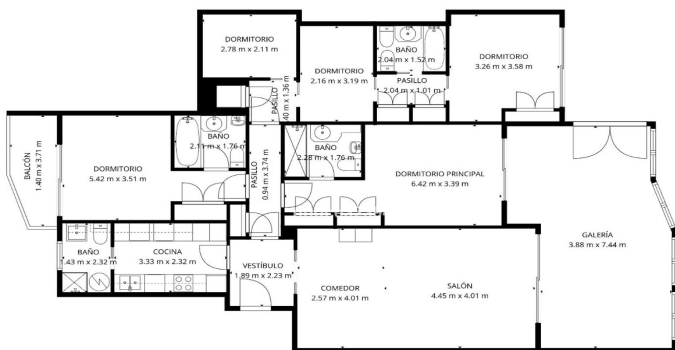 DORMITORIO
2.78 m x 2.11 m
DORMITORIO
2.16 m x 3.19 m
BAÑO
2.04 m x 1.52 m
DORMITORIO
3.26 m x 3.58 m
PASILLO
2.04 m x 1.01 m
PASILLO
.40 m x 1.36 m
BALCÓN
1.40 m x 3.71 m
DORMITORIO
5.42 m x 3.51 m
BAÑO
2.11 m x 1.76 m
PASILLO
0.94 m x 3.74 m
BAÑO
2.28 m x 1.76 m
DORMITORIO PRINCIPAL
6.42 m x 3.39 m
GALERÍA
3.88 m x 7.44 m
BAÑO
.43 m x 2.32 m
COCINA
3.33 m x 2.32 m
VESTÍBULO
1.89 m x 2.23 m
COMEDOR
2.57 m x 4.01 m
SALÓN
4.45 m x 4.01 m